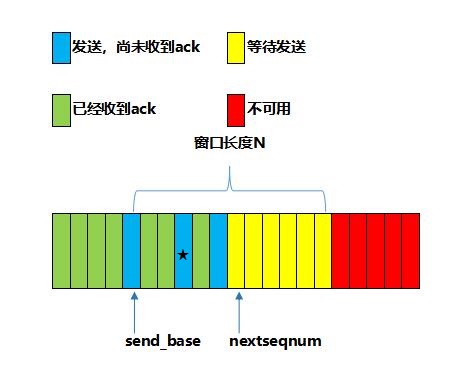 发送，尚未收到ack
等待发送
已经收到ack
不可用
窗口长度N
send_base
nextseqnum